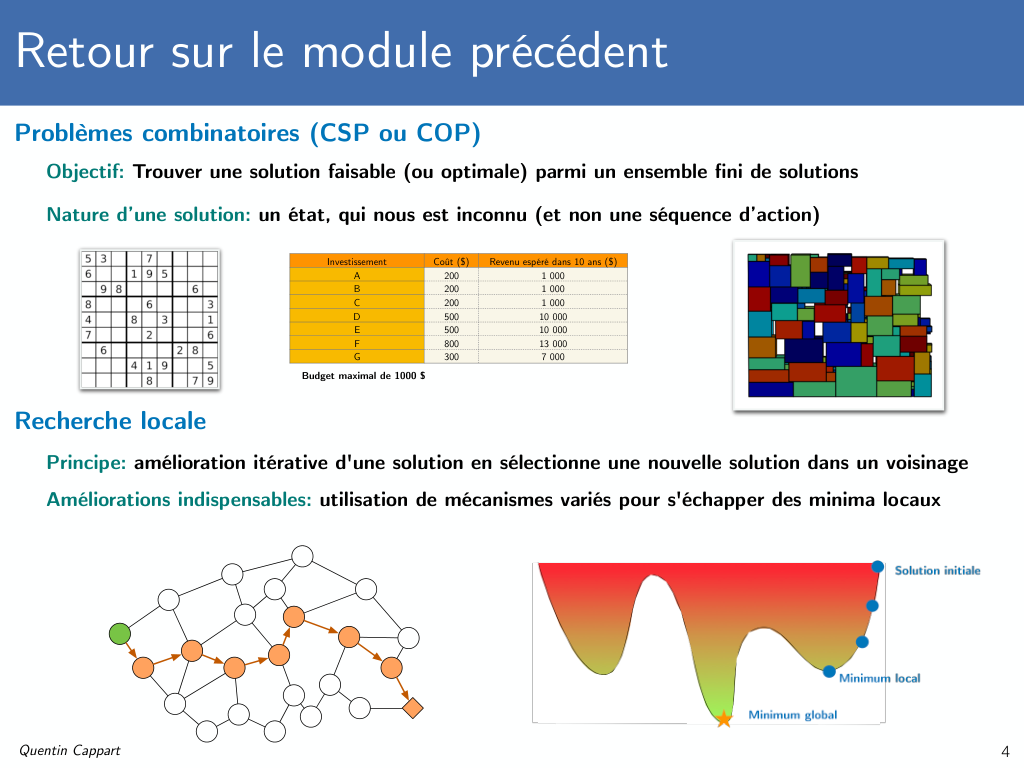 Retour sur le module précédent
Problèmes combinatoires (CSP ou COP)
Objectif: Trouver une solution faisable (ou optimale) parmi un ensemble fini de solutions
Nature d'une solution: un état, qui nous est inconnu (et non une séquence d'action)
5 3 7
6 1 9 5
9 8 6
8 6 3
4 8 3 1
7 2 6
6 2 8
4 1 9 5
8 7 9
Investissement Coût ($) Revenu espéré dans 10 ans ($)
A 200 1 000
B 200 1 000
C 200 1 000
D 500 10 000
E 500 10 000
F 800 13 000
G 300 7 000
Budget maximal de 1000 $
Recherche locale
Principe: amélioration itérative d'une solution en sélectionne une nouvelle solution dans un voisinage
Améliorations indispensables: utilisation de mécanismes variés pour s'échapper des minima locaux
Solution initiale
Minimum local
Minimum global
Quentin Cappart
4